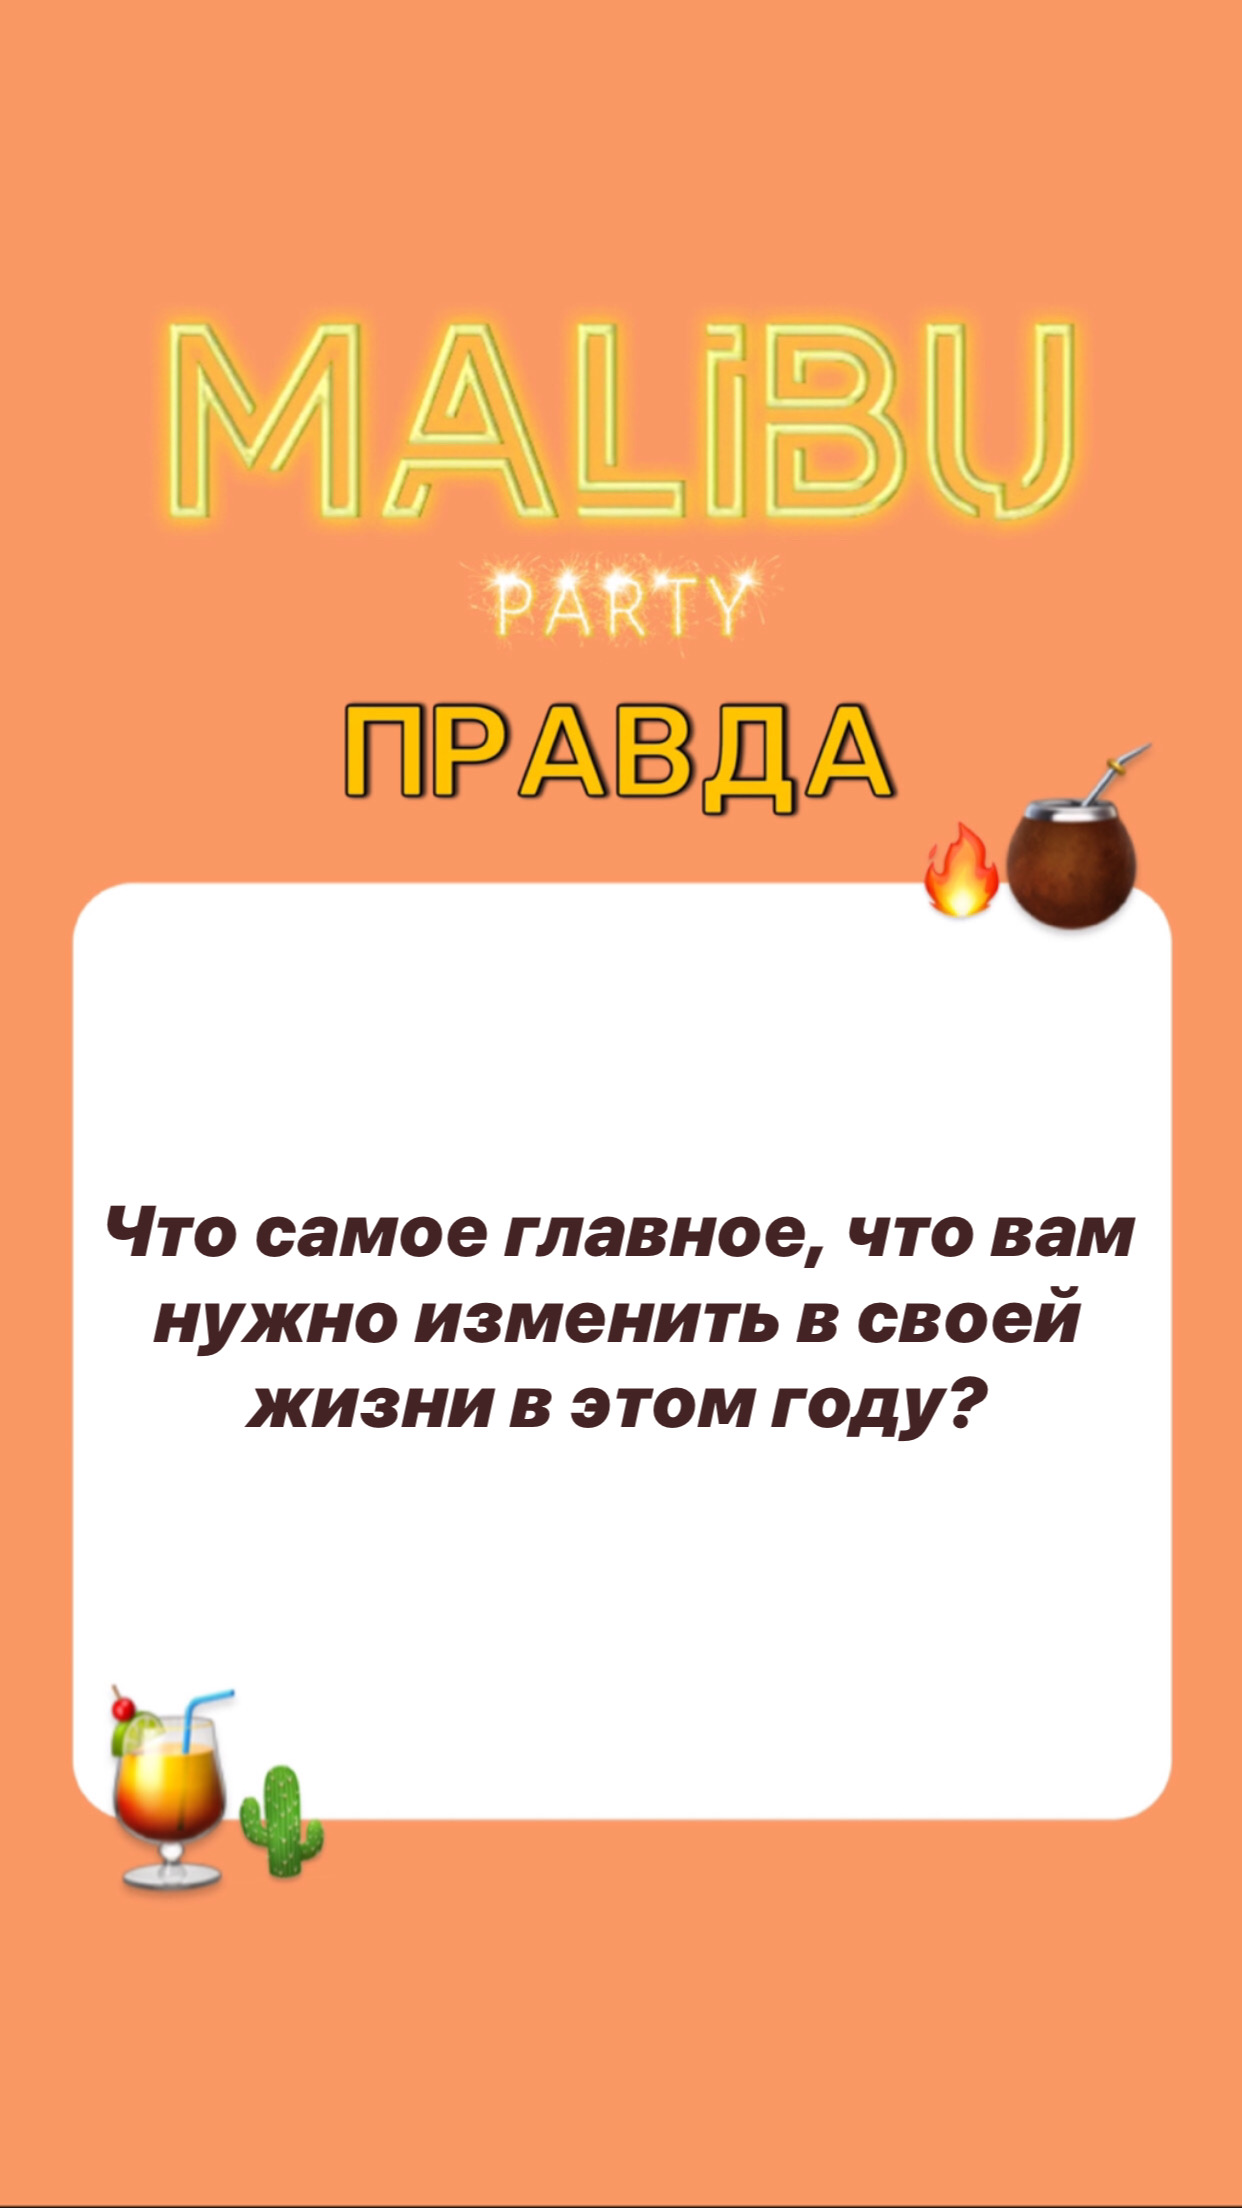 MALiBU
PARTY
ПРАВДА
Что самое главное, что вам
нужно изменить в своей
жизни в этом году?